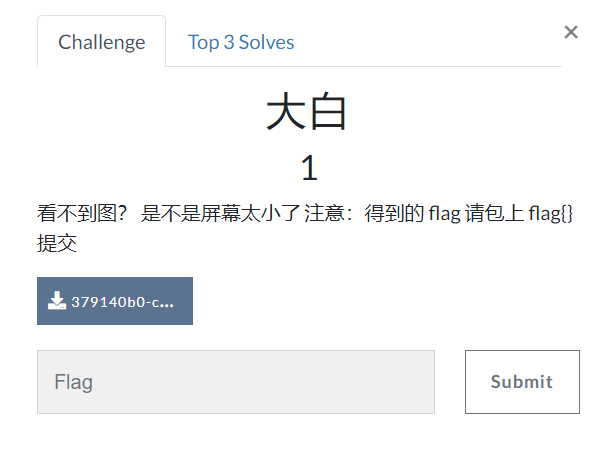 Challenge
Top 3 Solves
×
大白
1
看不到图？ 是不是屏幕太小了 注意：得到的 flag 请包上 flag{}
提交
379140b0-c...
Flag
Submit